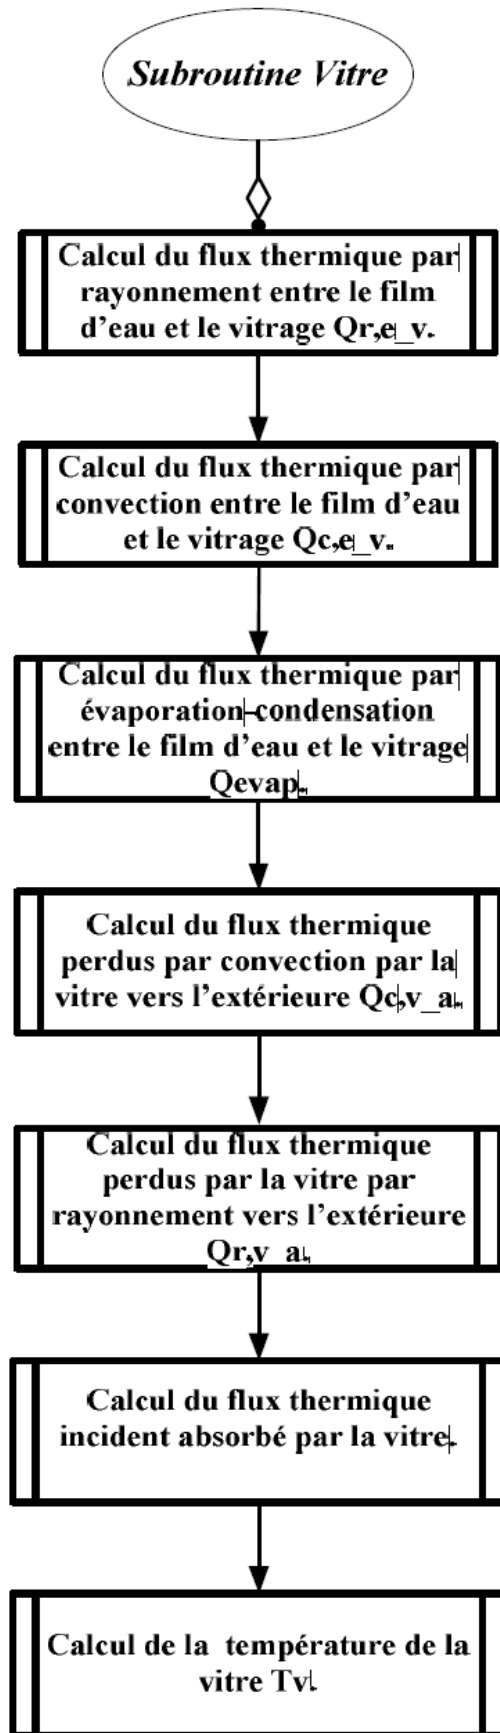 Subroutine Vitre
Calcul du flux thermique par
rayonnement entre le film
d'eau et le vitrage Qr,e_v.
Calcul du flux thermique par
convection entre le film d'eau
et le vitrage Qc,e_v.
Calcul du flux thermique par
évaporation-condensation
entre le film d'eau et le vitrage
Qevap.
Calcul du flux thermique
perdus par convection par la
vitre vers l'extérieure Qc,v_a.
Calcul du flux thermique
perdus par la vitre par
rayonnement vers l'extérieure
Qr,v_a.
Calcul du flux thermique
incident absorbé par la vitre.
Calcul de la température de la
vitre Tv.